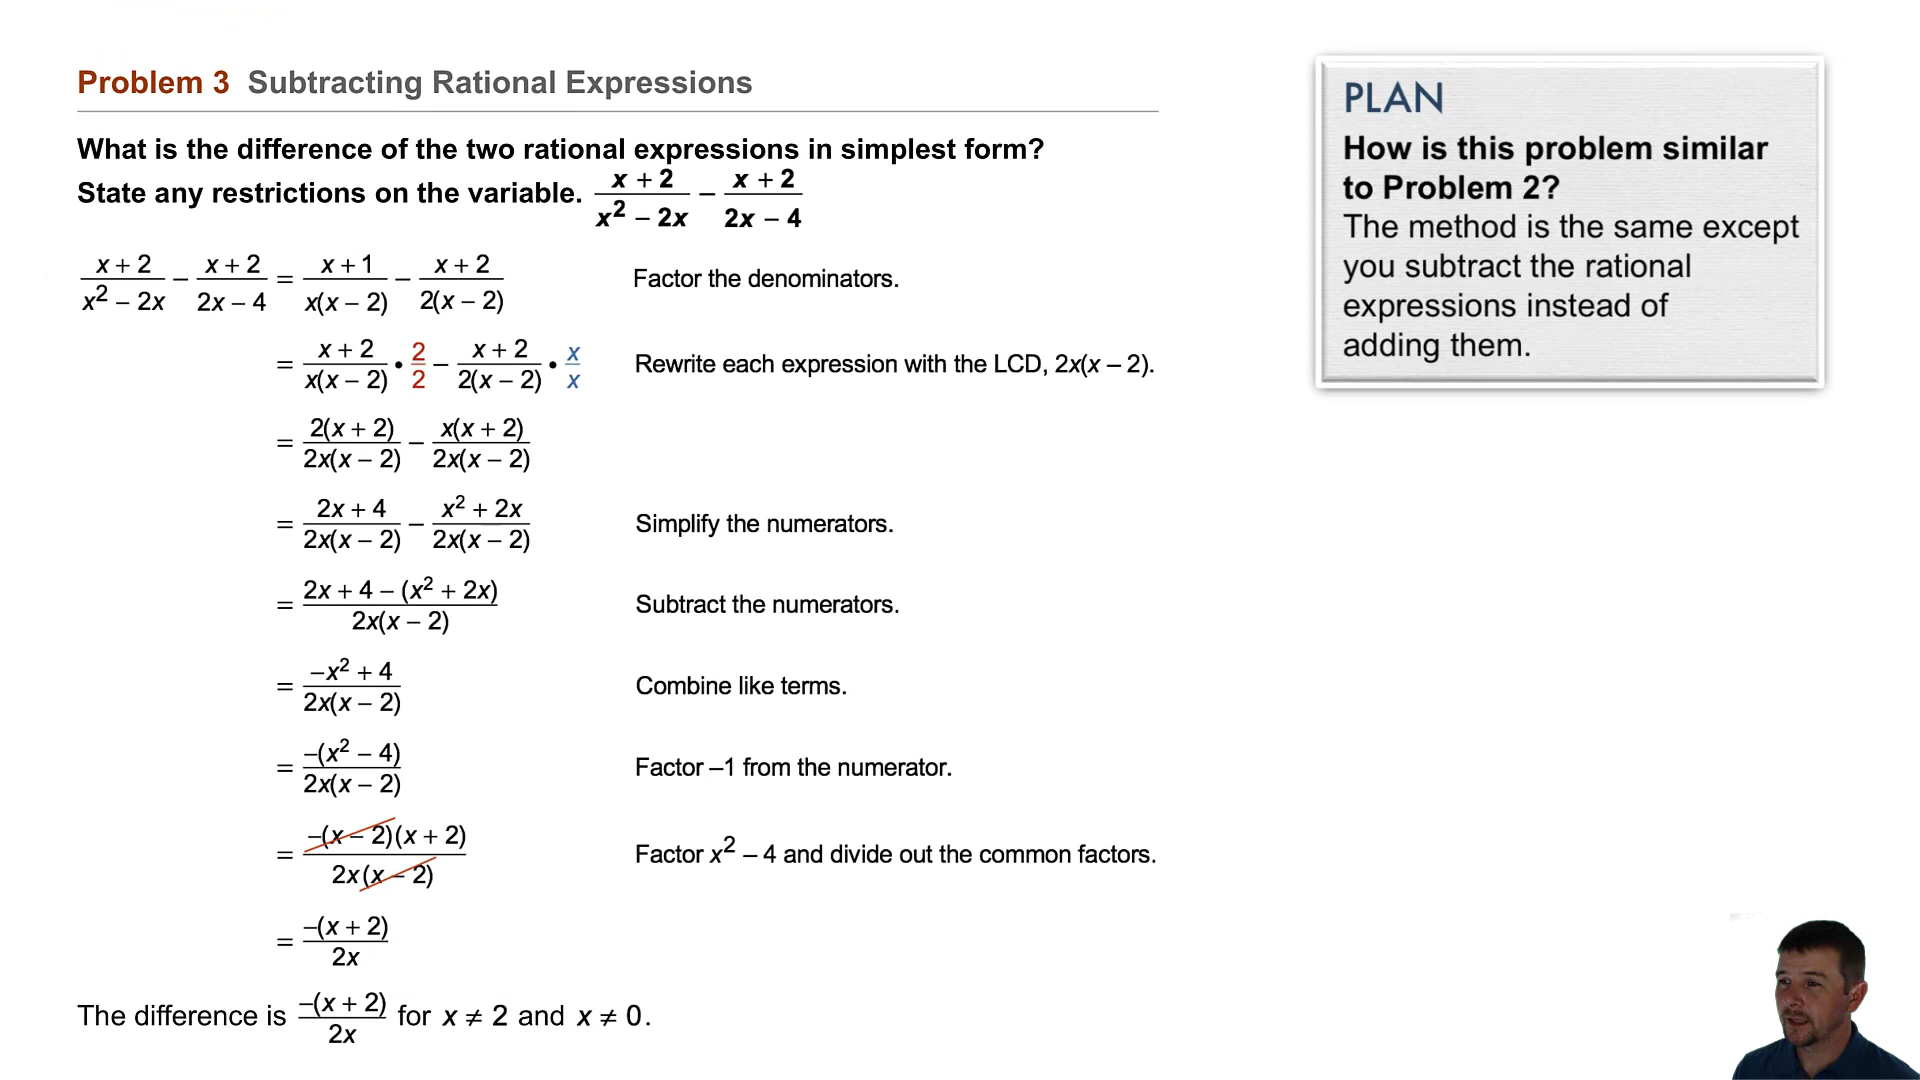 Problem 3 Subtracting Rational Expressions
What is the difference of the two rational expressions in simplest form?
State any restrictions on the variable. (x + 2)/(x² – 2x) – (x + 2)/(2x – 4)
(x + 2)/(x² – 2x) – (x + 2)/(2x – 4) = (x + 1)/(x(x – 2)) – (x + 2)/(2(x – 2)) Factor the denominators.
= (x + 2)/(x(x – 2)) • 2/2 – (x + 2)/(2(x – 2)) • x/x Rewrite each expression with the LCD, 2x(x – 2).
= 2(x + 2)/(2x(x – 2)) – x(x + 2)/(2x(x – 2))
= (2x + 4)/(2x(x – 2)) – (x² + 2x)/(2x(x – 2)) Simplify the numerators.
= (2x + 4 – (x² + 2x))/(2x(x – 2)) Subtract the numerators.
= (–x² + 4)/(2x(x – 2)) Combine like terms.
= –(x² – 4)/(2x(x – 2)) Factor –1 from the numerator.
= –(x – 2)(x + 2)/(2x(x – 2)) Factor x² – 4 and divide out the common factors.
= –(x + 2)/(2x)
The difference is –(x + 2)/(2x) for x ≠ 2 and x ≠ 0.
PLAN
How is this problem similar
to Problem 2?
The method is the same except
you subtract the rational
expressions instead of
adding them.